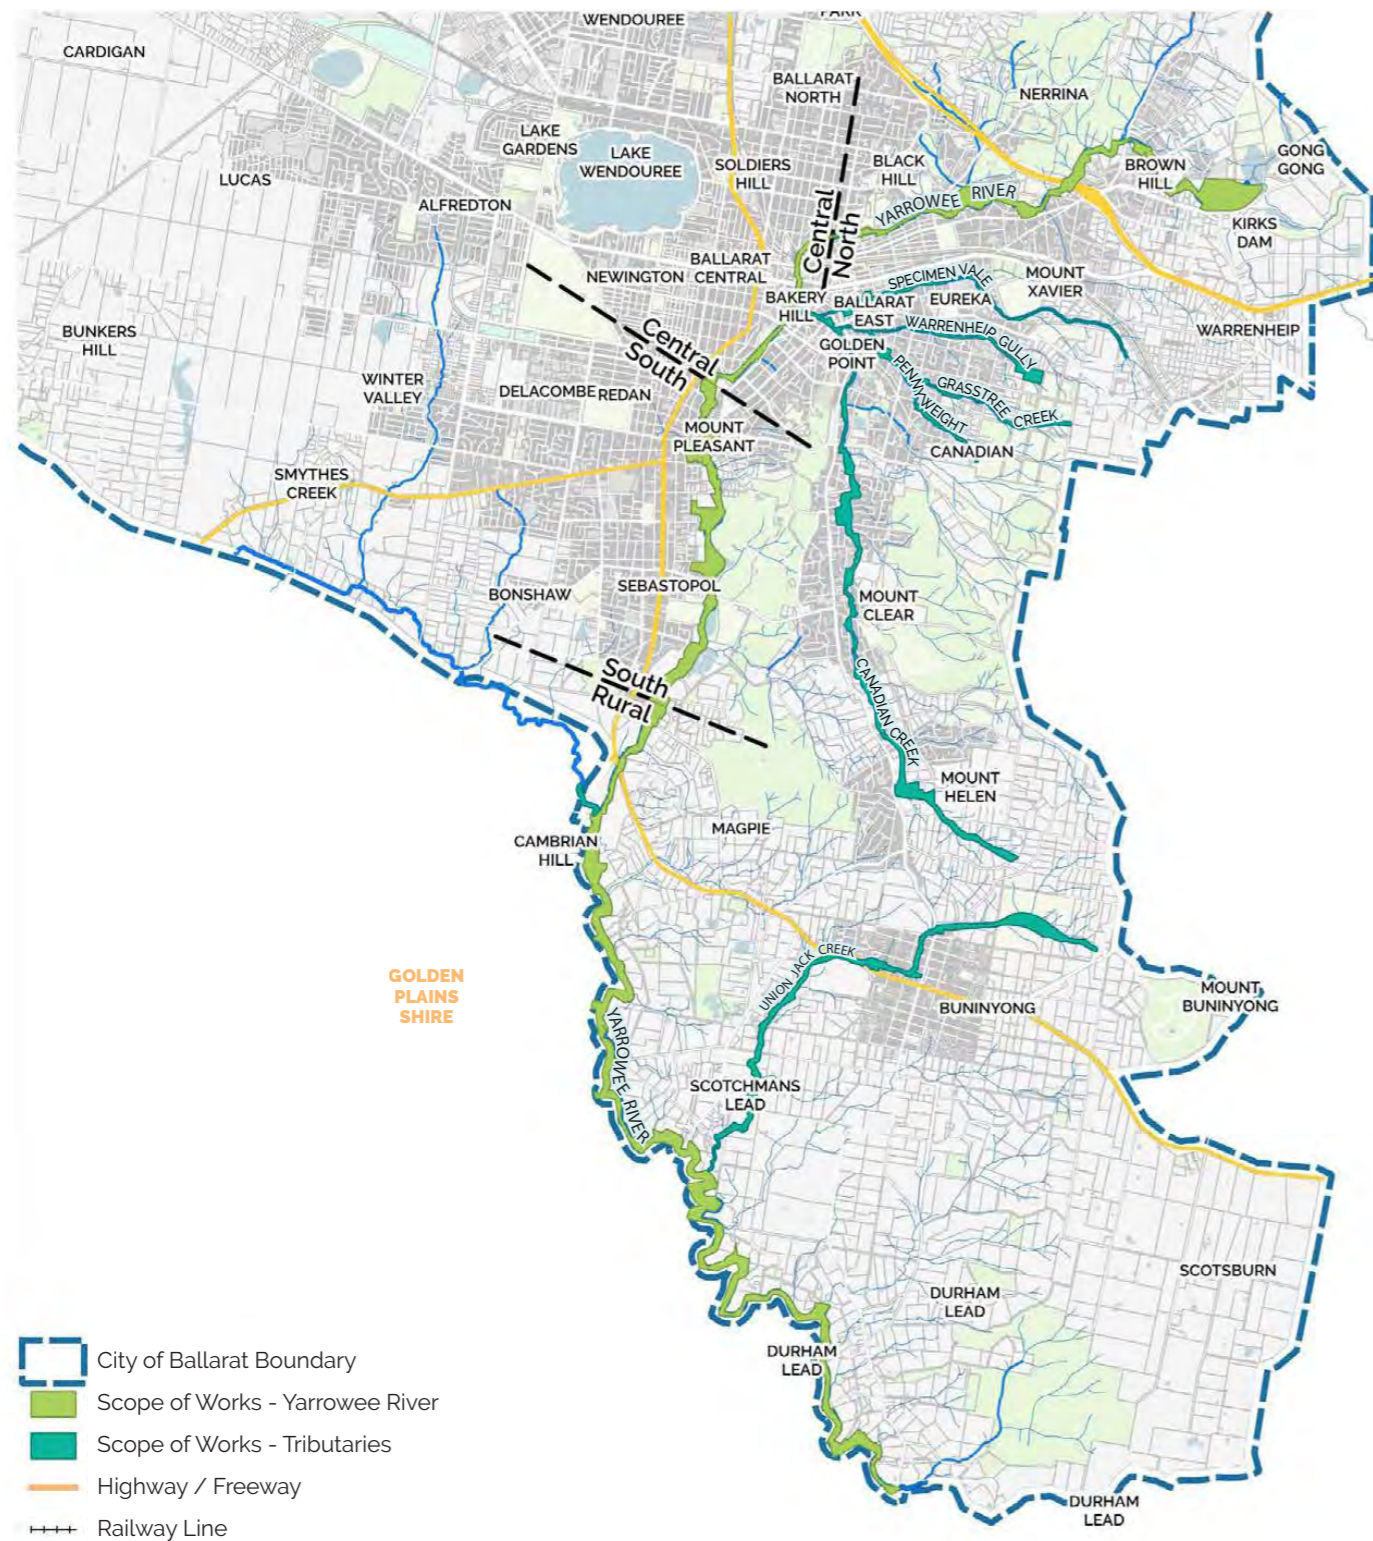 WENDOUREE
PARK
CARDIGAN
BALLARAT
NORTH
NERRINA
LAKE
GARDENS
LAKE
WENDOUREE
SOLDIERS
HILL
BLACK
HILL
BROWN
HILL
GONG
GONG
LUCAS
ALFREDTON
YARROWEE RIVER
KIRKS
DAM
Central
North
NEWINGTON
BALLARAT
CENTRAL
SPECIMEN VALE
MOUNT
XAVIER
BAKERY
HILL
BALLARAT
EAST
EUREKA
WARRENHEIP
BUNKERS
HILL
Central
South
GOLDEN
POINT
WARRENHEIP GULLY
WINTER
VALLEY
DELACOMBE
REDAN
PENNYWEIGHT
GRASSTREE CREEK
MOUNT
PLEASANT
CANADIAN
SMYTHES
CREEK
BONSHAW
SEBASTOPOL
MOUNT
CLEAR
South
Rural
CANADIAN CREEK
MOUNT
HELEN
MAGPIE
CAMBRIAN
HILL
GOLDEN
PLAINS
SHIRE
UNION JACK CREEK
BUNINYONG
MOUNT
BUNINYONG
YARROWEE RIVER
SCOTCHMANS
LEAD
SCOTSBURN
DURHAM
LEAD
DURHAM
LEAD
DURHAM
LEAD
City of Ballarat Boundary
Scope of Works - Yarrowee River
Scope of Works - Tributaries
Highway / Freeway
Railway Line